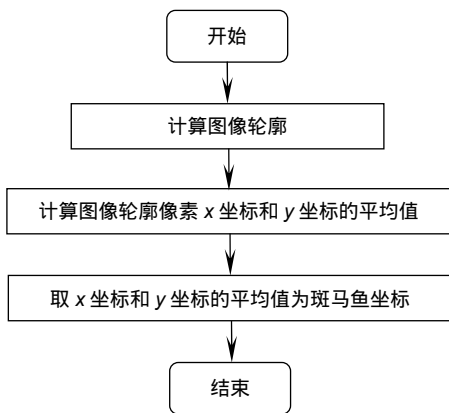 开始
计算图像轮廓
计算图像轮廓像素 x 坐标和 y 坐标的平均值
取 x 坐标和 y 坐标的平均值为斑马鱼坐标
结束